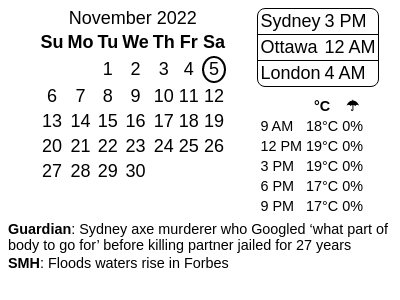 November 2022
Su Mo Tu We Th Fr Sa
1 2 3 4 5
6 7 8 9 10 11 12
13 14 15 16 17 18 19
20 21 22 23 24 25 26
27 28 29 30
Sydney 3 PM
Ottawa 12 AM
London 4 AM
°C ☂
9 AM 18°C 0%
12 PM 19°C 0%
3 PM 19°C 0%
6 PM 17°C 0%
9 PM 17°C 0%
Guardian: Sydney axe murderer who Googled ‘what part of
body to go for’ before killing partner jailed for 27 years
SMH: Floods waters rise in Forbes